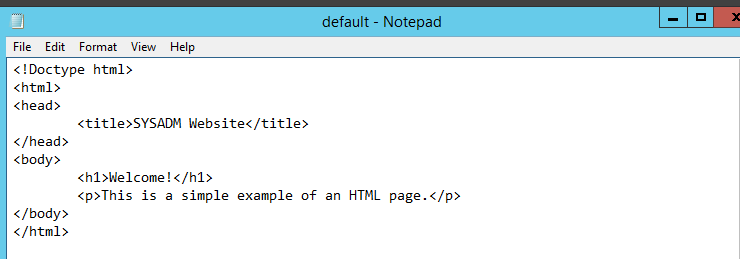 default - Notepad
File Edit Format View Help
<!Doctype html>
<html>
<head>
<title>SYSADM Website</title>
</head>
<body>
<h1>Welcome!</h1>
<p>This is a simple example of an HTML page.</p>
</body>
</html>